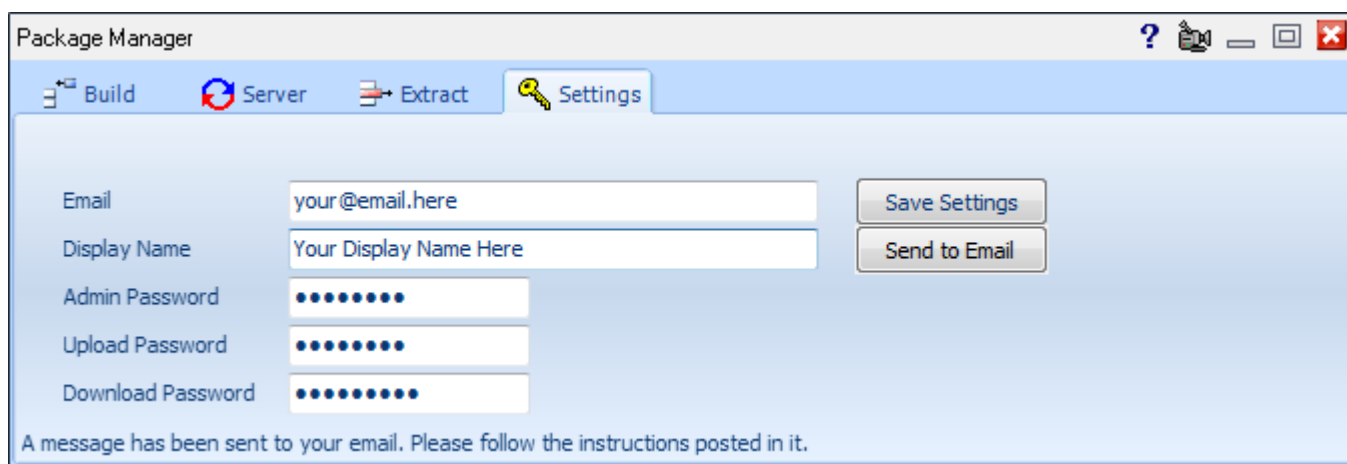 Package Manager
?
Build Server Extract Settings
Email your@email.here Save Settings
Display Name Your Display Name Here Send to Email
Admin Password ••••••••
Upload Password ••••••••
Download Password •••••••••
A message has been sent to your email. Please follow the instructions posted in it.